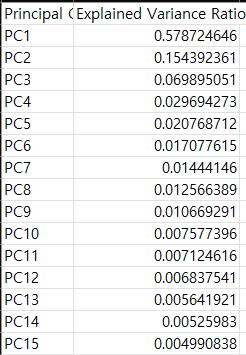 Principal C Explained Variance Ratio
PC1 0.578724646
PC2 0.154392361
PC3 0.069895051
PC4 0.029694273
PC5 0.020768712
PC6 0.017077615
PC7 0.01444146
PC8 0.012566389
PC9 0.010669291
PC10 0.007577396
PC11 0.007124616
PC12 0.006837541
PC13 0.005641921
PC14 0.00525983
PC15 0.004990838